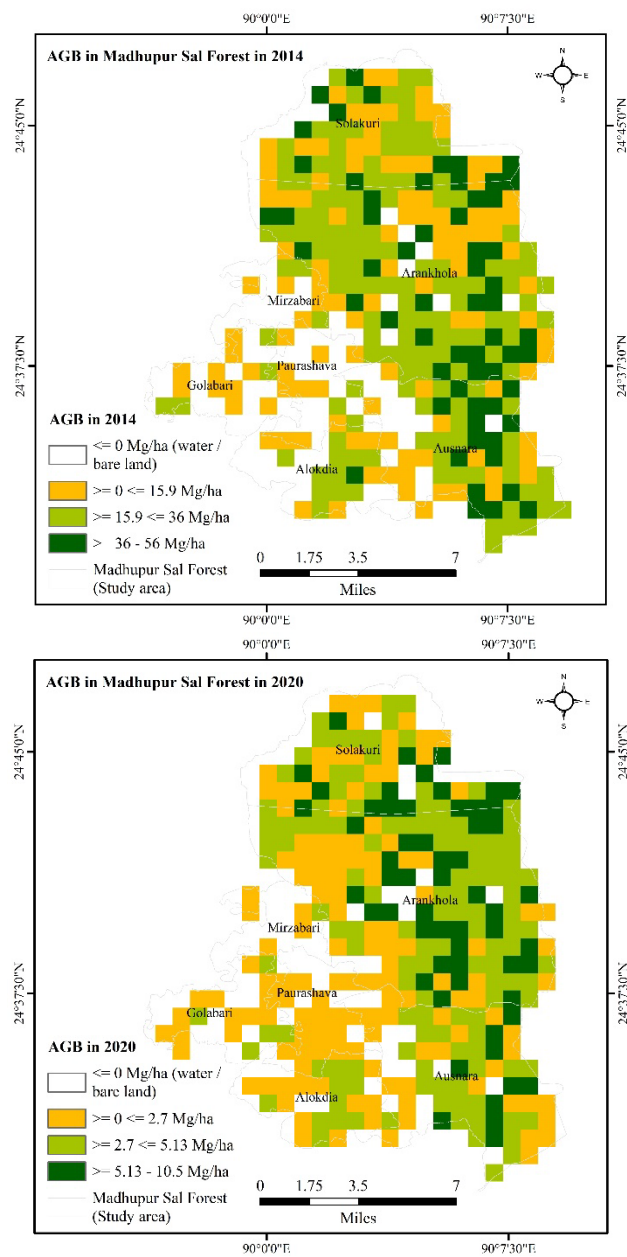 90°0'0"E 90°7'30"E
AGB in Madhupur Sal Forest in 2014
N
W E
S
24°45'0"N 24°45'0"N
Solakuri
Arankhola
Mirzabari
Paurashava
24°37'30"N 24°37'30"N
Golabari
AGB in 2014
<= 0 Mg/ha (water /
bare land)
Ausnara
Alokdia
>= 0 <= 15.9 Mg/ha
>= 15.9 <= 36 Mg/ha
> 36 - 56 Mg/ha
Madhupur Sal Forest
(Study area)
0 1.75 3.5 7
Miles
90°0'0"E 90°7'30"E
AGB in Madhupur Sal Forest in 2020
N
W E
S
24°45'0"N 24°45'0"N
Solakuri
Arankhola
Mirzabari
Paurashava
24°37'30"N 24°37'30"N
Golabari
AGB in 2020
<= 0 Mg/ha (water /
bare land)
Ausnara
Alokdia
>= 0 <= 2.7 Mg/ha
>= 2.7 <= 5.13 Mg/ha
>= 5.13 - 10.5 Mg/ha
Madhupur Sal Forest
(Study area)
0 1.75 3.5 7
Miles
90°0'0"E 90°7'30"E